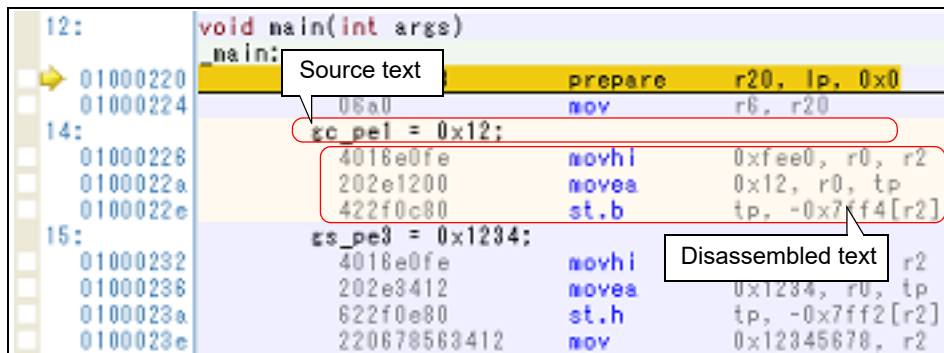 12: void main(int args)
_main:
01000220 prepare r20, lp, 0x0
Source text
01000224 06a0 mov r6, r20
14: gc_pe1 = 0x12;
01000226 4016e0fe movhi 0xfee0, r0, r2
0100022a 202e1200 movea 0x12, r0, tp
0100022e 422f0c80 st.b tp, -0x7ff4[r2]
15: gs_pe3 = 0x1234;
Disassembled text
01000232 4016e0fe movhi r2
01000236 202e3412 movea 0x1234, r0, tp
0100023a 622f0e80 st.h tp, -0x7ff2[r2]
0100023e 220678563412 mov 0x12345678, r2